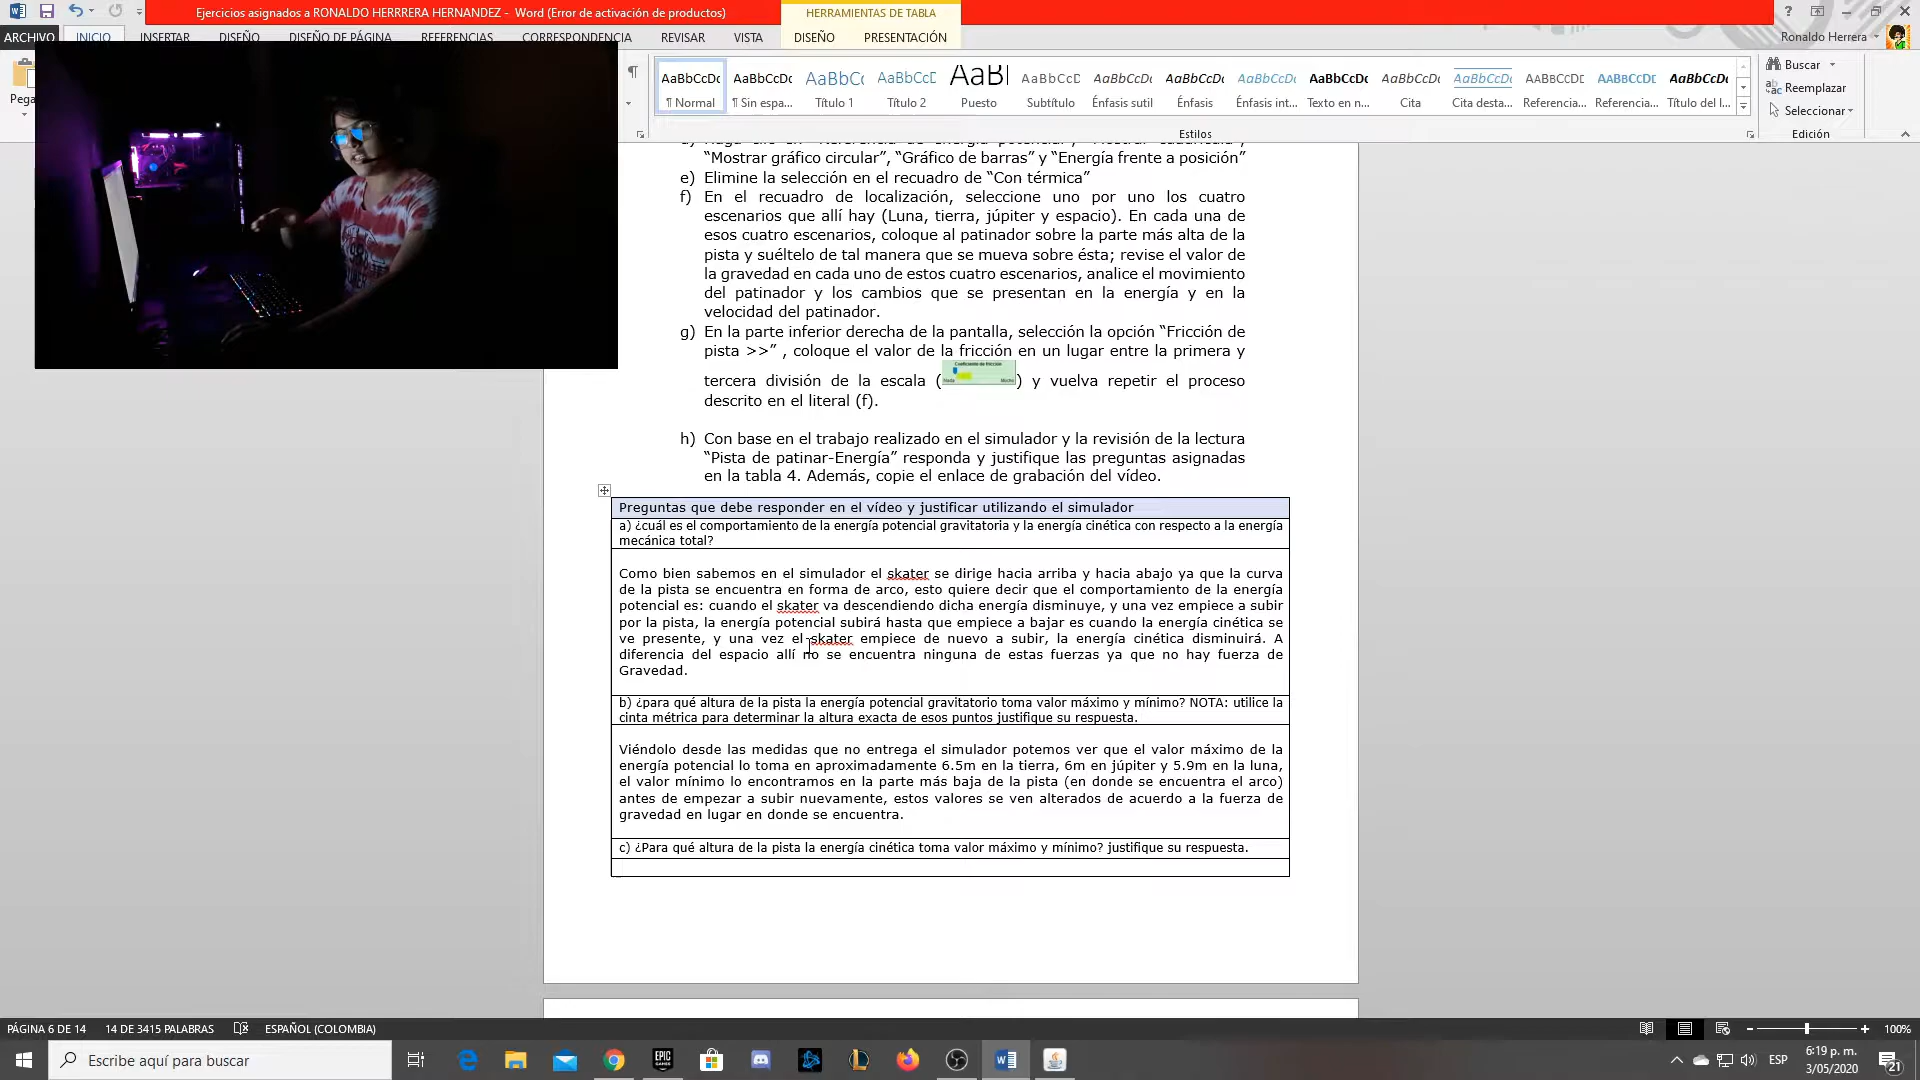 Ejercicios asignados a RONALDO HERRRERA HERNANDEZ - Word (Error de activación de productos)
HERRAMIENTAS DE TABLA
ARCHIVO INICIO INSERTAR DISEÑO DISEÑO DE PÁGINA REFERENCIAS CORRESPONDENCIA REVISAR VISTA DISEÑO PRESENTACIÓN
Ronaldo Herrera
Pega
AaBbCcDc AaBbCcDc AaBbCc AaBbCcD AaBl AaBbCcD AaBbCcDc AaBbCcDc AaBbCcDc AaBbCcDc AaBbCcDc AaBbCcDc AaBbCcDc AaBbCcDc AaBbCcDc
¶ Normal ¶ Sin espa... Título 1 Título 2 Puesto Subtítulo Énfasis sutil Énfasis Énfasis int... Texto en n... Cita Cita desta... Referencia... Referencia... Título del l...
Estilos
Buscar
Reemplazar
Seleccionar
Edición
“Mostrar gráfico circular”, “Gráfico de barras” y “Energía frente a posición”
e) Elimine la selección en el recuadro de “Con térmica”
f) En el recuadro de localización, seleccione uno por uno los cuatro
escenarios que allí hay (Luna, tierra, júpiter y espacio). En cada una de
esos cuatro escenarios, coloque al patinador sobre la parte más alta de la
pista y suéltelo de tal manera que se mueva sobre ésta; revise el valor de
la gravedad en cada uno de estos cuatro escenarios, analice el movimiento
del patinador y los cambios que se presentan en la energía y en la
velocidad del patinador.
g) En la parte inferior derecha de la pantalla, selección la opción “Fricción de
pista >>” , coloque el valor de la fricción en un lugar entre la primera y
Coeficiente de fricción
Nada Mucho
tercera división de la escala ( ) y vuelva repetir el proceso
descrito en el literal (f).
h) Con base en el trabajo realizado en el simulador y la revisión de la lectura
“Pista de patinar-Energía” responda y justifique las preguntas asignadas
en la tabla 4. Además, copie el enlace de grabación del vídeo.
Preguntas que debe responder en el vídeo y justificar utilizando el simulador
a) ¿cuál es el comportamiento de la energía potencial gravitatoria y la energía cinética con respecto a la energía
mecánica total?
Como bien sabemos en el simulador el skater se dirige hacia arriba y hacia abajo ya que la curva
de la pista se encuentra en forma de arco, esto quiere decir que el comportamiento de la energía
potencial es: cuando el skater va descendiendo dicha energía disminuye, y una vez empiece a subir
por la pista, la energía potencial subirá hasta que empiece a bajar es cuando la energía cinética se
ve presente, y una vez el skater empiece de nuevo a subir, la energía cinética disminuirá. A
diferencia del espacio allí no se encuentra ninguna de estas fuerzas ya que no hay fuerza de
Gravedad.
b) ¿para qué altura de la pista la energía potencial gravitatorio toma valor máximo y mínimo? NOTA: utilice la
cinta métrica para determinar la altura exacta de esos puntos justifique su respuesta.
Viéndolo desde las medidas que no entrega el simulador potemos ver que el valor máximo de la
energía potencial lo toma en aproximadamente 6.5m en la tierra, 6m en júpiter y 5.9m en la luna,
el valor mínimo lo encontramos en la parte más baja de la pista (en donde se encuentra el arco)
antes de empezar a subir nuevamente, estos valores se ven alterados de acuerdo a la fuerza de
gravedad en lugar en donde se encuentra.
c) ¿Para qué altura de la pista la energía cinética toma valor máximo y mínimo? justifique su respuesta.
PÁGINA 6 DE 14 14 DE 3415 PALABRAS ESPAÑOL (COLOMBIA)
100%
Escribe aquí para buscar
EPIC GAMES
ESP
6:19 p. m.
3/05/2020
21